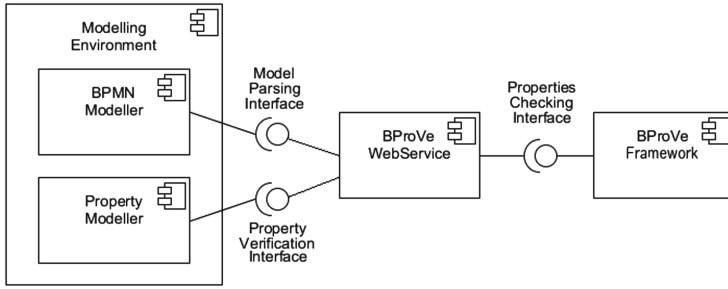 Modelling
Environment
BPMN
Modeller
Property
Modeller
Model
Parsing
Interface
Property
Verification
Interface
BProVe
WebService
Properties
Checking
Interface
BProVe
Framework